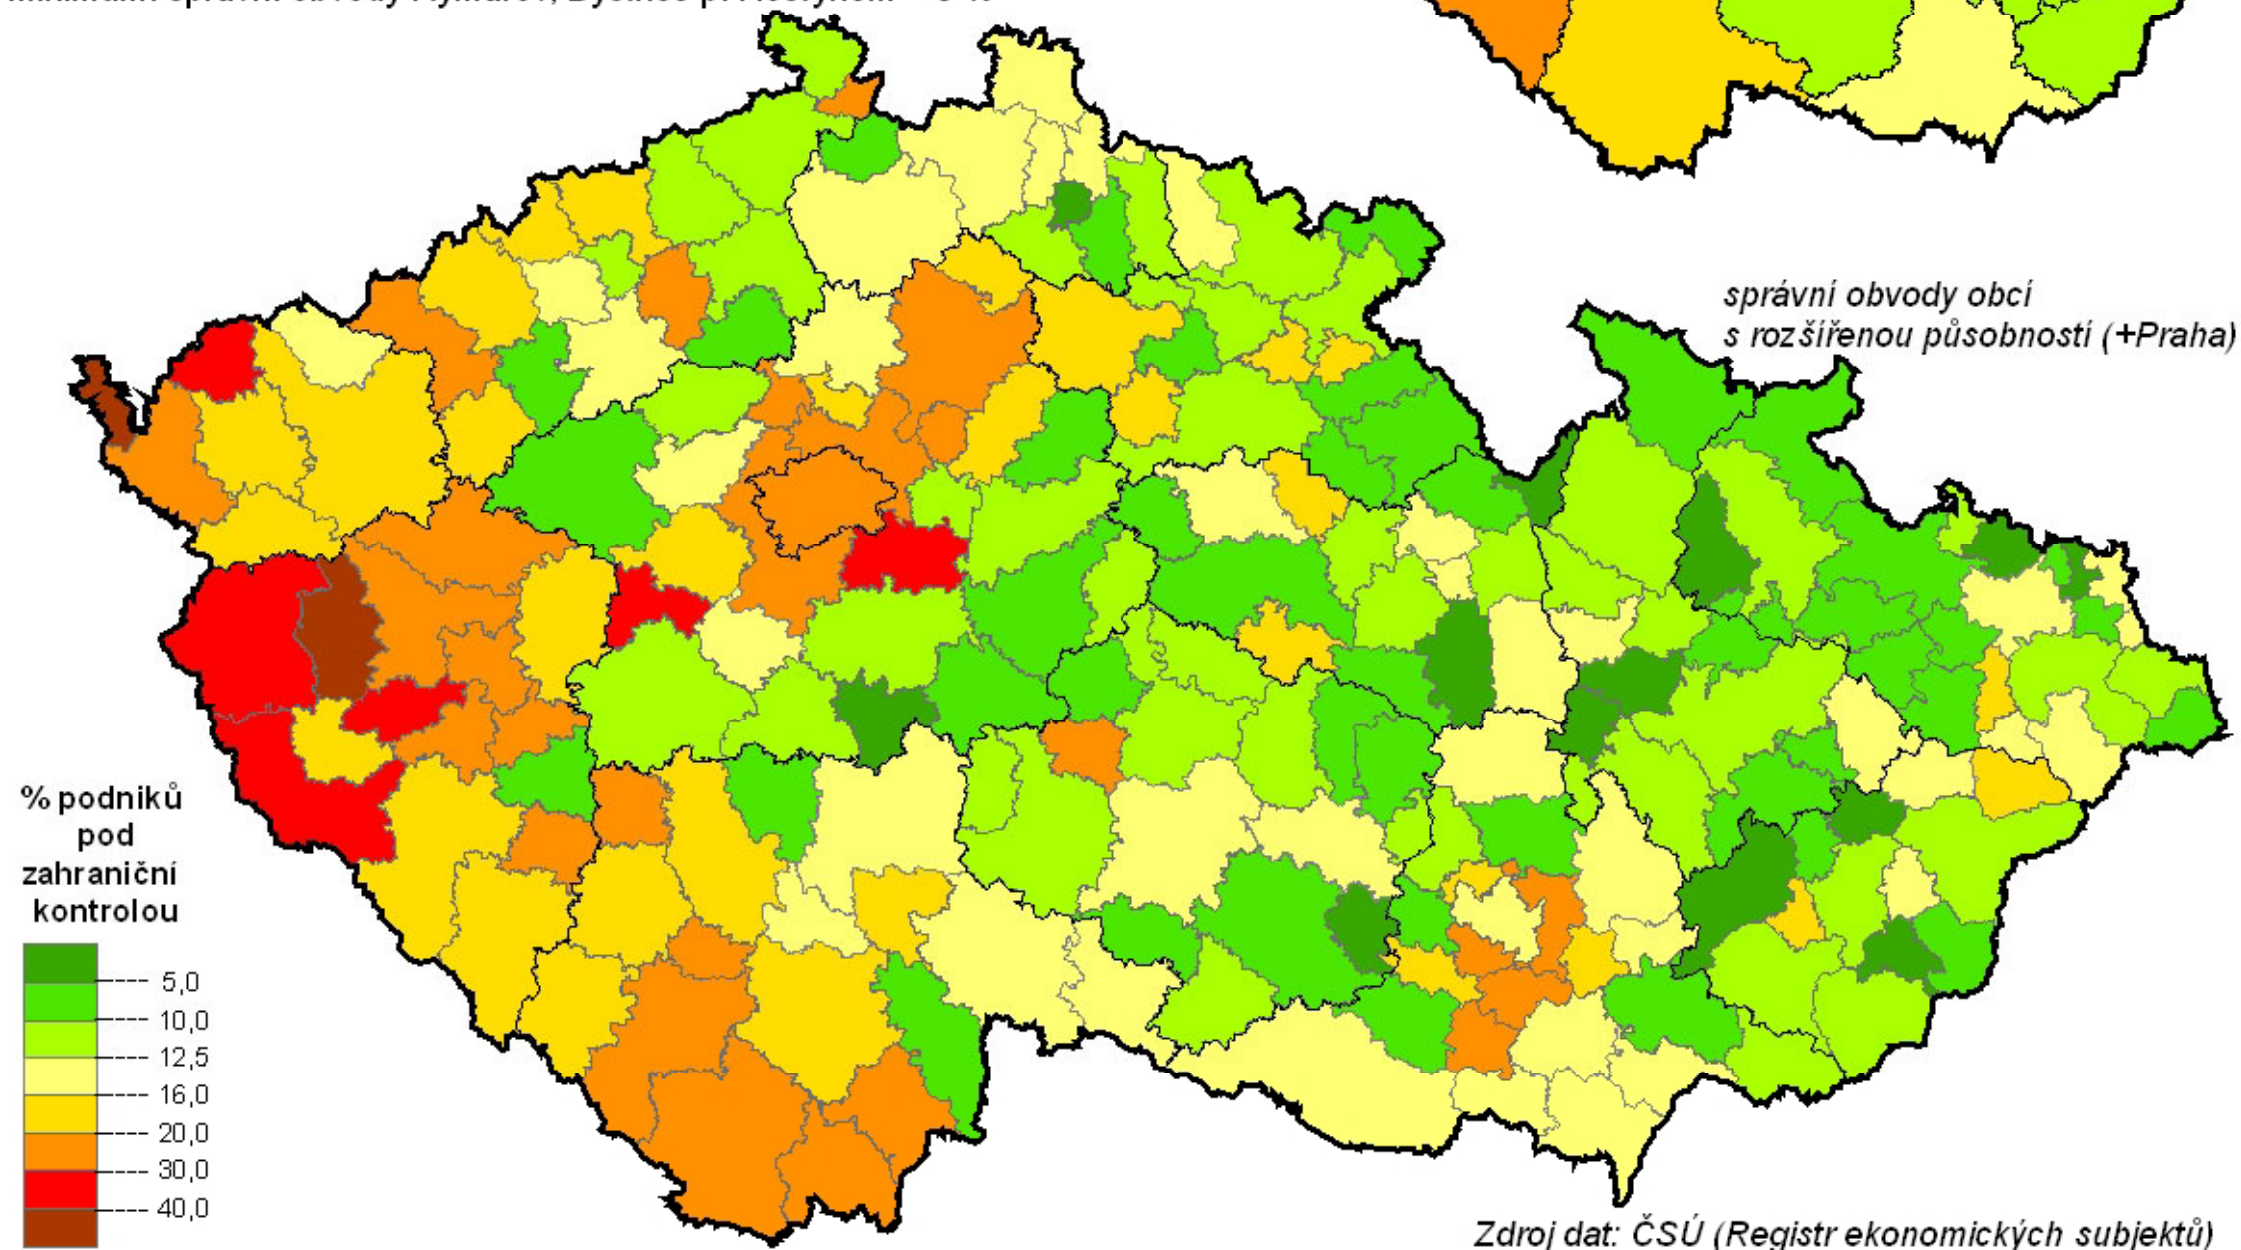 správní obvody obcí
s rozšířenou působností (+Praha)
% podniků
pod
zahraniční
kontrolou
5,0
10,0
12,5
16,0
20,0
30,0
40,0
Zdroj dat: ČSÚ (Registr ekonomických subjektů)